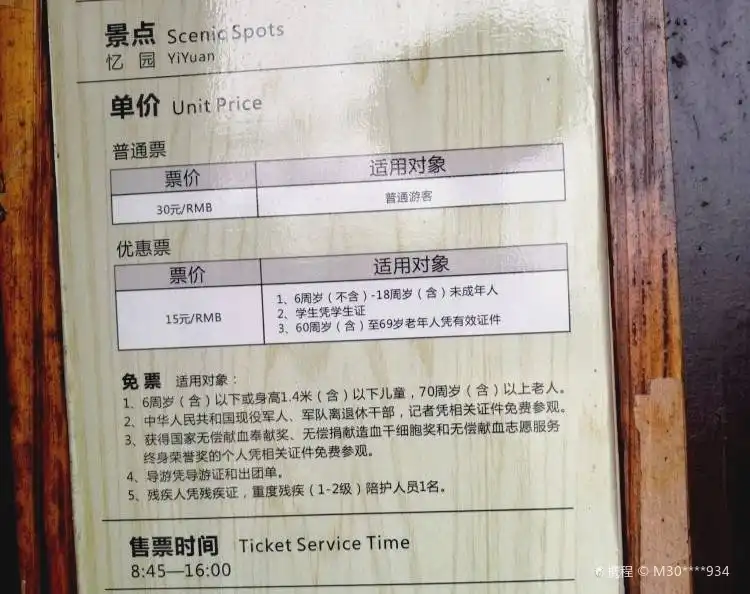 景点 Scenic Spots
忆园 YiYuan
单价 Unit Price
普通票
票价 适用对象
30元/RMB 普通游客
优惠票
票价 适用对象
15元/RMB
1、6周岁（不含）-18周岁（含）未成年人
2、学生凭学生证
3、60周岁（含）至69岁老年人凭有效证件
免票 适用对象：
1、6周岁（含）以下或身高1.4米（含）以下儿童，70周岁（含）以上老人。
2、中华人民共和国现役军人、军队离退休干部，记者凭相关证件免费参观。
3、获得国家无偿献血奉献奖、无偿捐献造血干细胞奖和无偿献血志愿服务
终身荣誉奖的个人凭相关证件免费参观。
4、导游凭导游证和出团单。
5、残疾人凭残疾证，重度残疾（1-2级）陪护人员1名。
售票时间 Ticket Service Time
8:45—16:00
携程 © M30****934